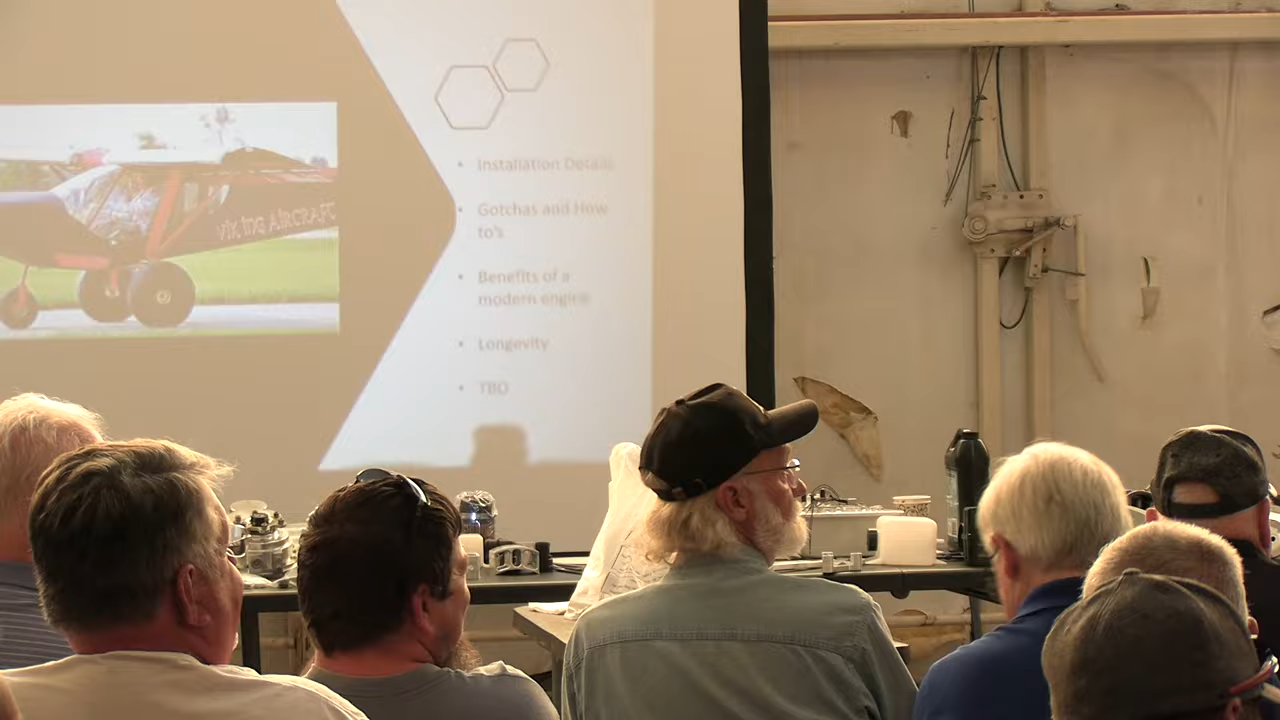 VIKING AIRCRAFT
Installation Details
Gotchas and How
to's
Benefits of a
modern engine
Longevity
TBO